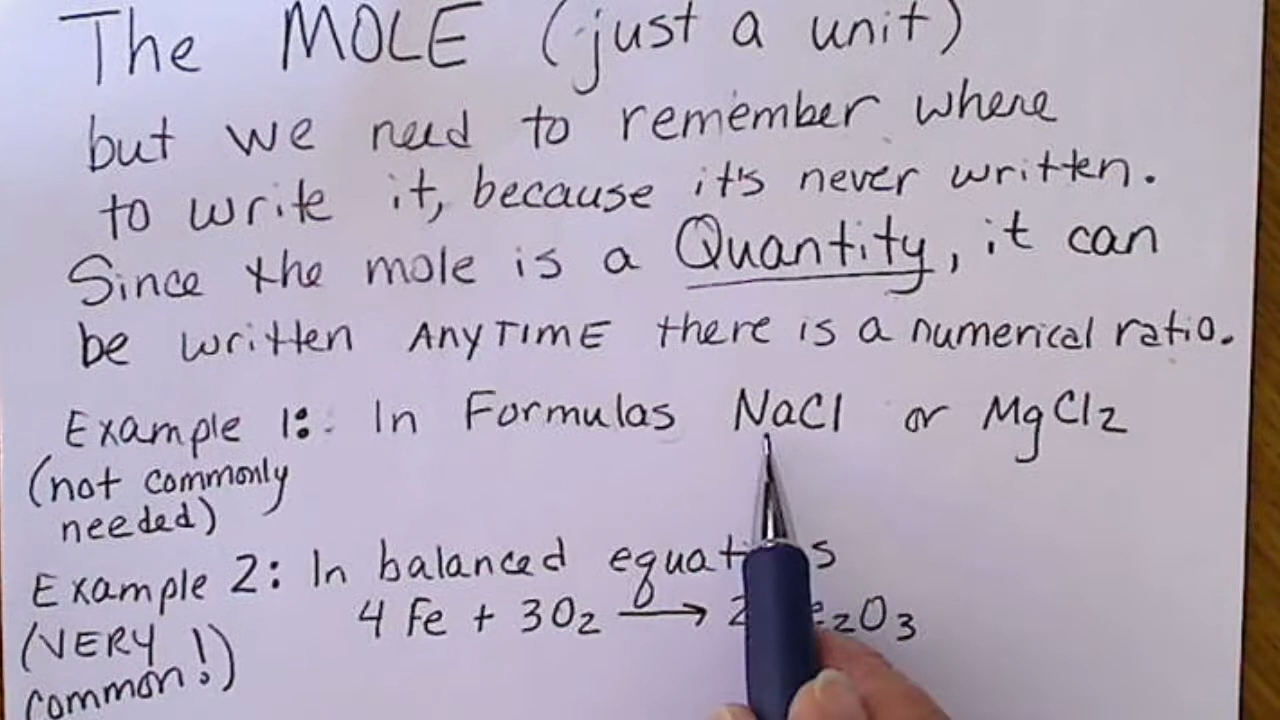 The MOLE (just a unit)
but we need to remember where
to write it, because it's never written.
Since the mole is a Quantity, it can
be written ANYTIME there is a numerical ratio.
Example 1: In Formulas NaCl or MgCl2
(not commonly
needed)
Example 2: In balanced
4 Fe + 3O2 → 2
(VERY
common!)